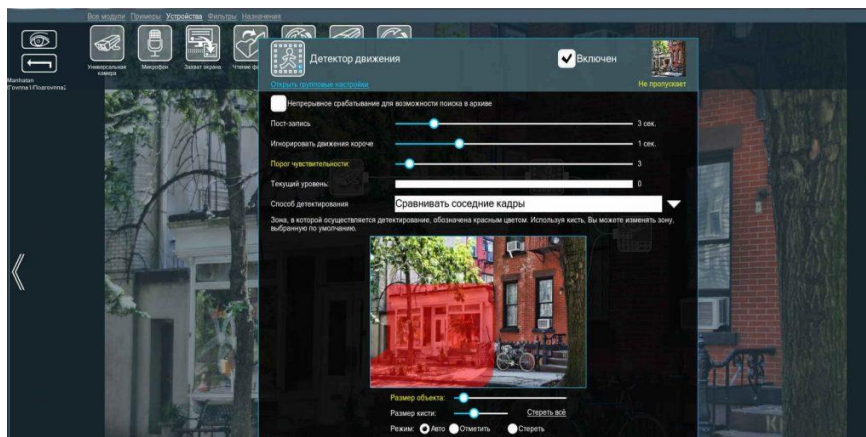 Все модули Примеры Устройства Фильтры Назначения
Универсальная камера
Микрофон
Захват экрана
Чтение
Manhatan
Детектор движения
Включен
Открыть групповые настройки
Не пропускает
Непрерывное срабатывание для возможности поиска в архиве
Пост-запись 3 сек.
Игнорировать движения короче 1 сек.
Порог чувствительности: 3
Текущий уровень: 0
Способ детектирования Сравнивать соседние кадры
Зона, в которой осуществляется детектирование, обозначена красным цветом. Используя кисть, Вы можете изменять зону,
выбранную по умолчанию.
Размер объекта:
Размер кисти: Стереть всё
Режим: Авто Отметить Стереть